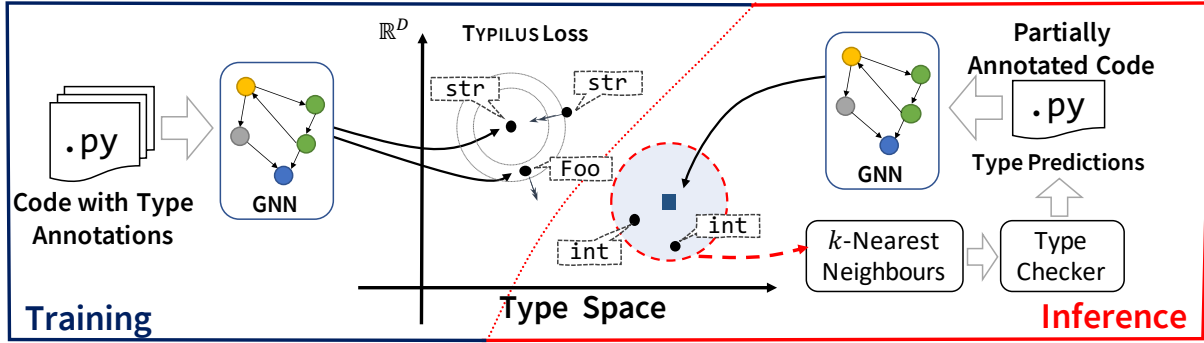 .py
Code with Type
Annotations
GNN
ℝᴰ
TYPILUS LOSS
str
str
Foo
int
int
Type Space
Training
GNN
Partially
Annotated Code
.py
Type Predictions
k-Nearest
Neighbours
Type
Checker
Inference